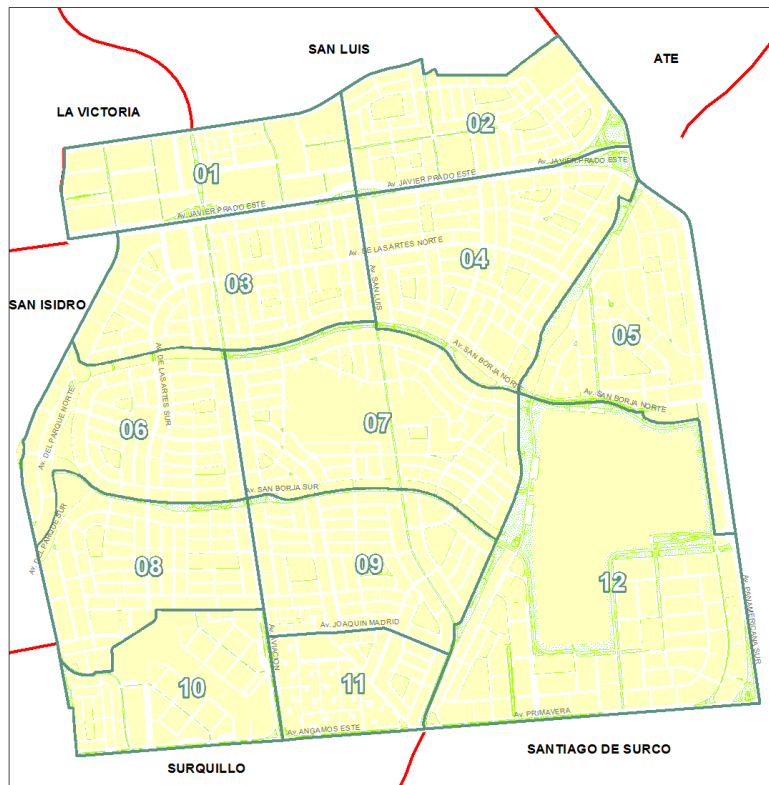 SAN LUIS
ATE
LA VICTORIA
02
01
Av. JAVIER PRADO ESTE
Av. JAVIER PRADO ESTE
Av. JAVIER PRADO ESTE
Av. DE LAS ARTES NORTE
04
03
Av. SAN LUIS
SAN ISIDRO
05
Av. SAN BORJA NORTE
Av. DE LAS ARTES SUR
Av. SAN BORJA NORTE
Av. DEL PARQUE NORTE
06
07
Av. SAN BORJA SUR
Av. DEL PARQUE SUR
08
09
12
Av. PANAMERICANA SUR
Av. JOAQUIN MADRID
Av. AVIACION
10
11
Av. PRIMAVERA
Av. ANGAMOS ESTE
SURQUILLO
SANTIAGO DE SURCO